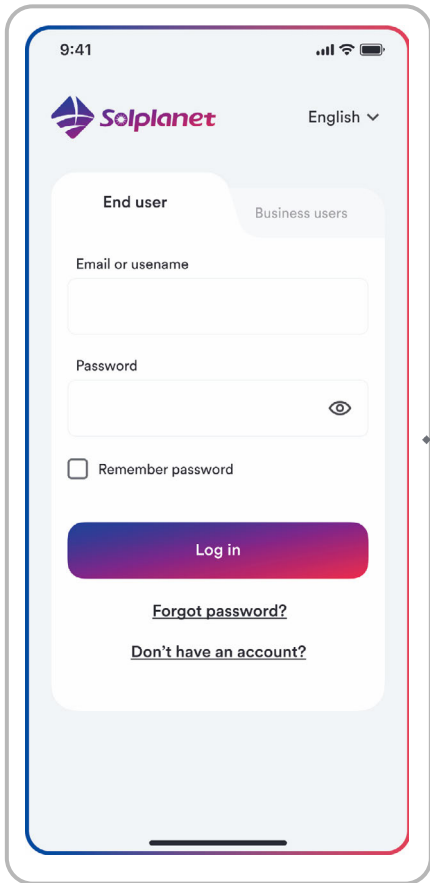 9:41
Solplanet
English
End user
Business users
Email or usename
Password
Remember password
Log in
Forgot password?
Don't have an account?